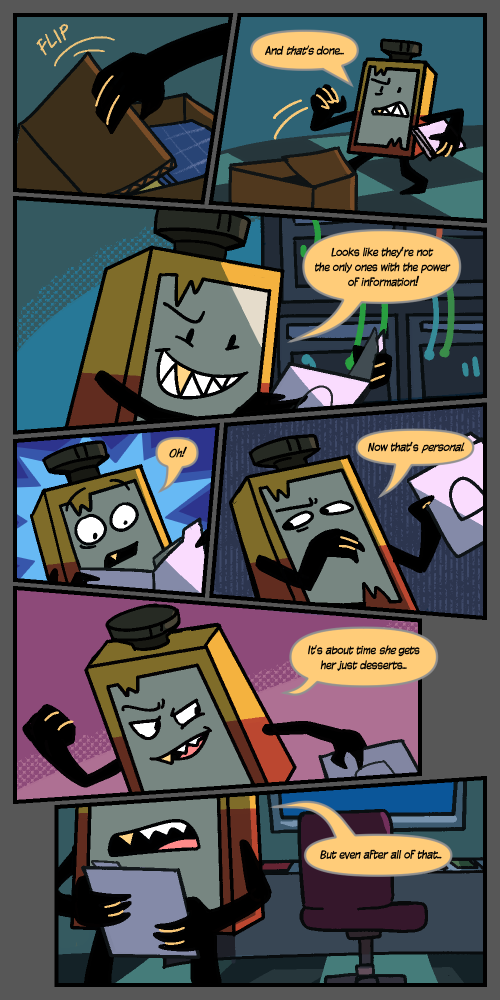 FLIP
And that's done...
Looks like they're not
the only ones with the power
of information!
Oh!
Now that's personal.
It's about time she gets
her just desserts...
But even after all of that...